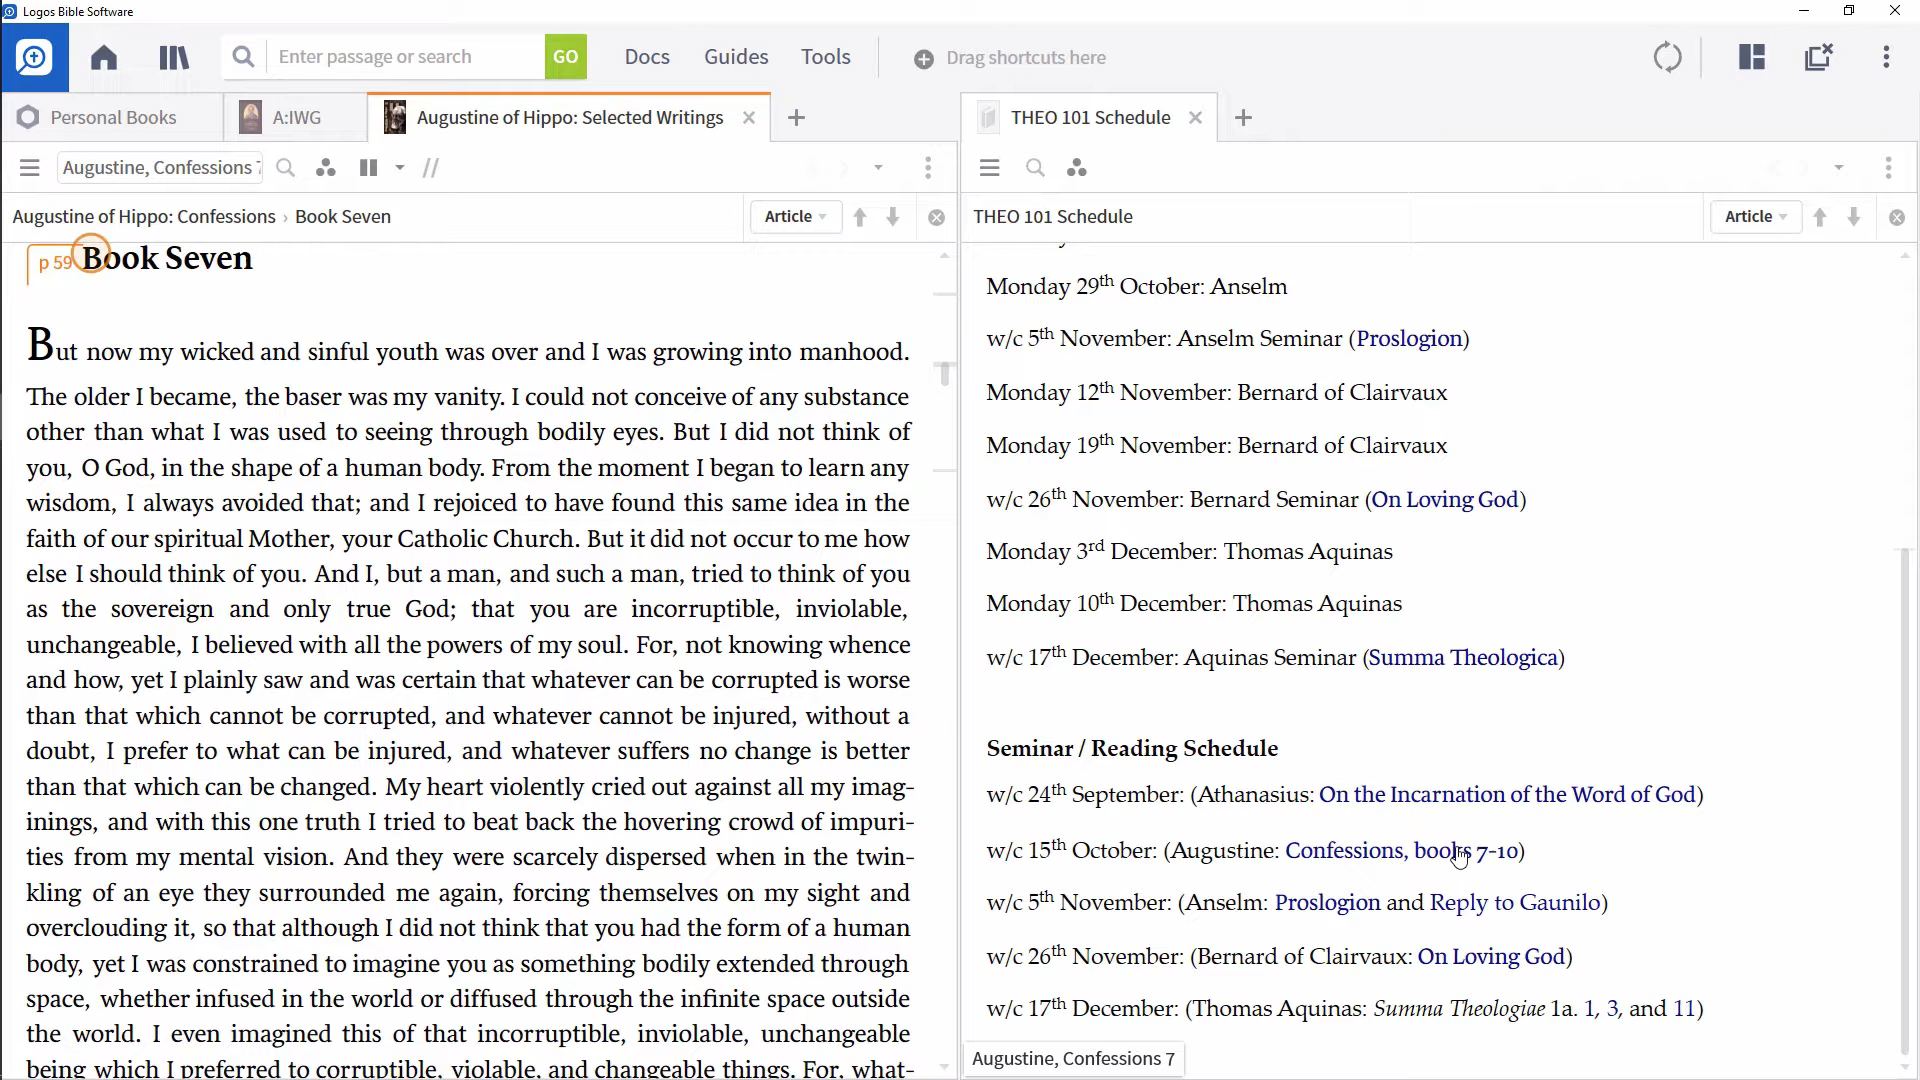 Logos Bible Software
Enter passage or search
GO
Docs
Guides
Tools
Drag shortcuts here
Personal Books
A:IWG
Augustine of Hippo: Selected Writings
THEO 101 Schedule
Augustine, Confessions 7
Augustine of Hippo: Confessions › Book Seven
Article
THEO 101 Schedule
Article
p 59 Book Seven
But now my wicked and sinful youth was over and I was growing into manhood.
The older I became, the baser was my vanity. I could not conceive of any substance
other than what I was used to seeing through bodily eyes. But I did not think of
you, O God, in the shape of a human body. From the moment I began to learn any
wisdom, I always avoided that; and I rejoiced to have found this same idea in the
faith of our spiritual Mother, your Catholic Church. But it did not occur to me how
else I should think of you. And I, but a man, and such a man, tried to think of you
as the sovereign and only true God; that you are incorruptible, inviolable,
unchangeable, I believed with all the powers of my soul. For, not knowing whence
and how, yet I plainly saw and was certain that whatever can be corrupted is worse
than that which cannot be corrupted, and whatever cannot be injured, without a
doubt, I prefer to what can be injured, and whatever suffers no change is better
than that which can be changed. My heart violently cried out against all my imag-
inings, and with this one truth I tried to beat back the hovering crowd of impuri-
ties from my mental vision. And they were scarcely dispersed when in the twin-
kling of an eye they surrounded me again, forcing themselves on my sight and
overclouding it, so that although I did not think that you had the form of a human
body, yet I was constrained to imagine you as something bodily extended through
space, whether infused in the world or diffused through the infinite space outside
the world. I even imagined this of that incorruptible, inviolable, unchangeable
being which I preferred to corruptible, violable, and changeable things. For, what-
Monday 29th October: Anselm
w/c 5th November: Anselm Seminar (Proslogion)
Monday 12th November: Bernard of Clairvaux
Monday 19th November: Bernard of Clairvaux
w/c 26th November: Bernard Seminar (On Loving God)
Monday 3rd December: Thomas Aquinas
Monday 10th December: Thomas Aquinas
w/c 17th December: Aquinas Seminar (Summa Theologica)
Seminar / Reading Schedule
w/c 24th September: (Athanasius: On the Incarnation of the Word of God)
w/c 15th October: (Augustine: Confessions, books 7-10)
w/c 5th November: (Anselm: Proslogion and Reply to Gaunilo)
w/c 26th November: (Bernard of Clairvaux: On Loving God)
w/c 17th December: (Thomas Aquinas: Summa Theologiae 1a. 1, 3, and 11)
Augustine, Confessions 7